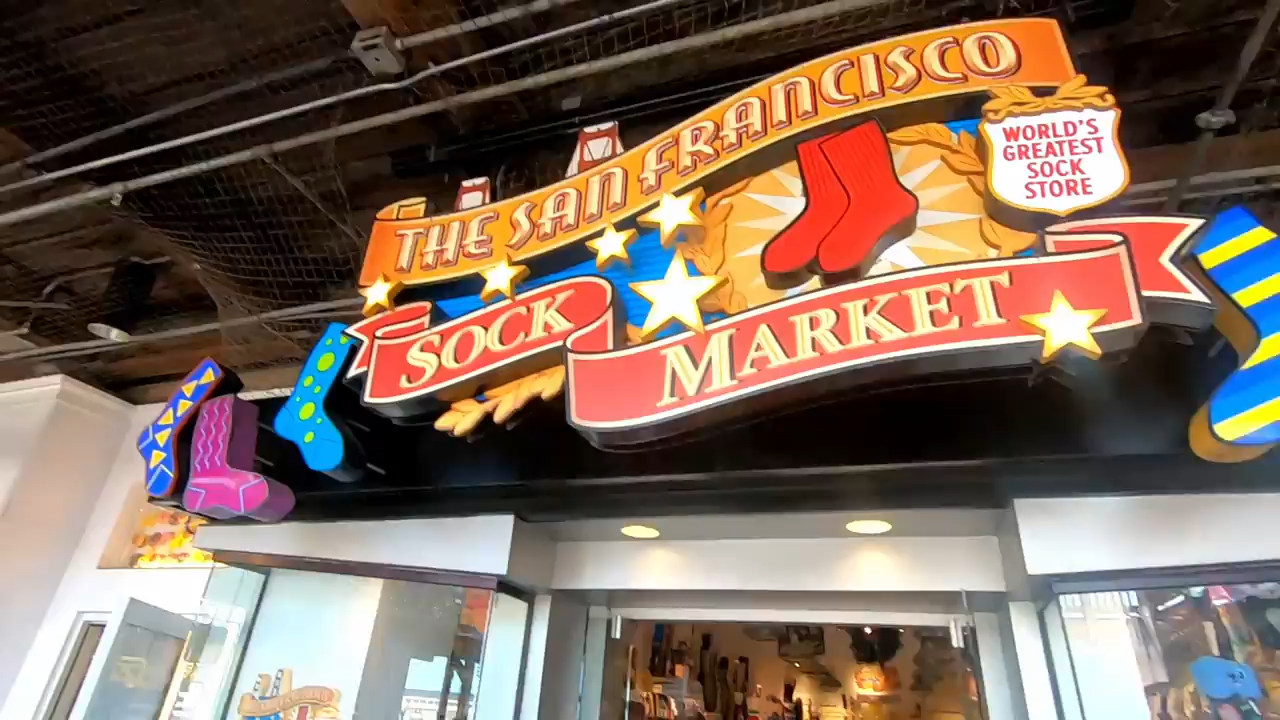 THE SAN FRANCISCO
SOCK MARKET
WORLD'S
GREATEST
SOCK
STORE